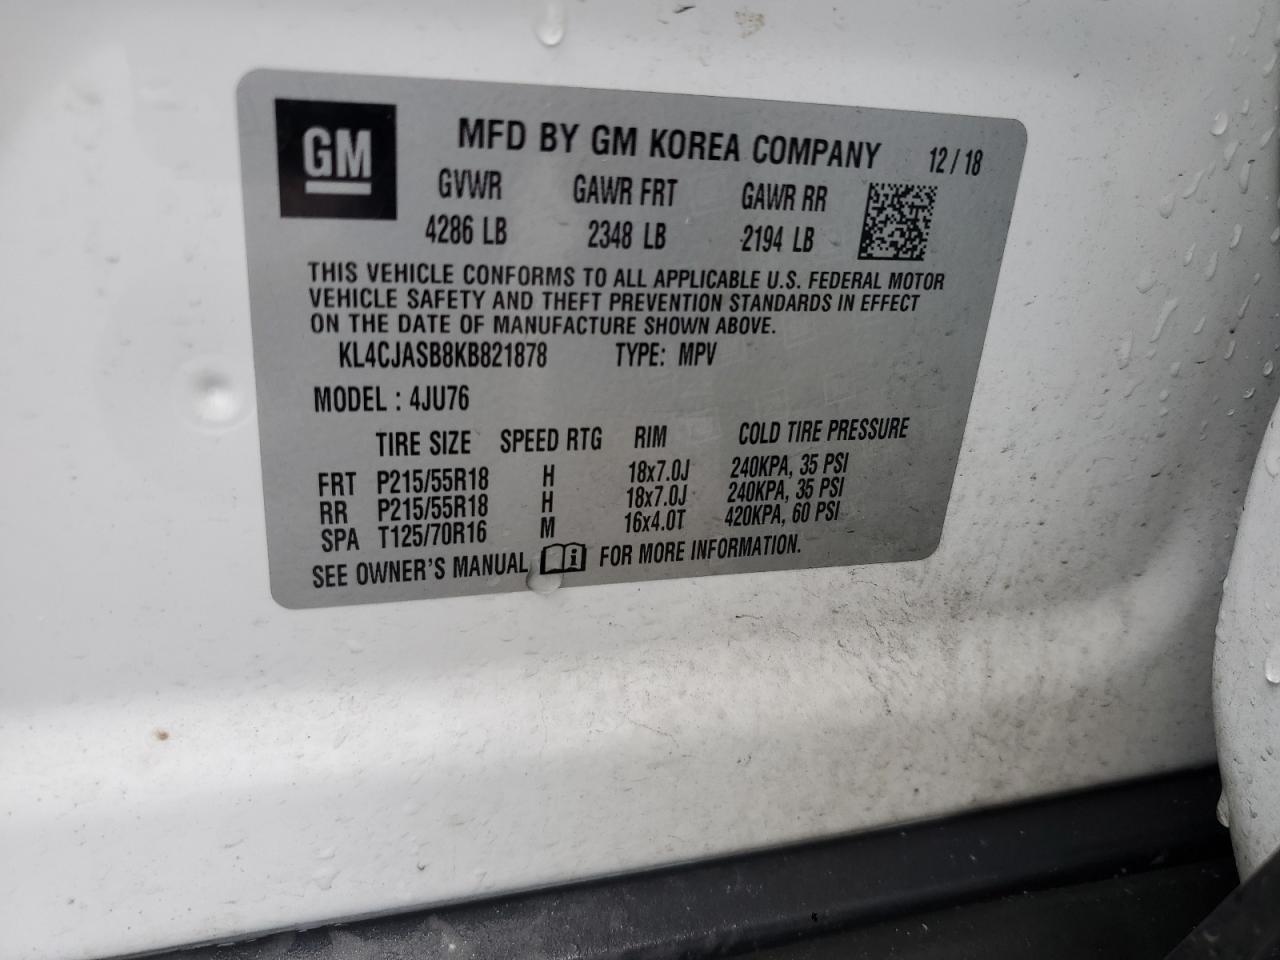 GM
MFD BY GM KOREA COMPANY 12/18
GVWR GAWR FRT GAWR RR
4286 LB 2348 LB 2194 LB
THIS VEHICLE CONFORMS TO ALL APPLICABLE U.S. FEDERAL MOTOR
VEHICLE SAFETY AND THEFT PREVENTION STANDARDS IN EFFECT
ON THE DATE OF MANUFACTURE SHOWN ABOVE.
KL4CJASB8KB821878 TYPE: MPV
MODEL : 4JU76
TIRE SIZE SPEED RTG RIM COLD TIRE PRESSURE
FRT P215/55R18 H 18x7.0J 240KPA, 35 PSI
RR P215/55R18 H 18x7.0J 240KPA, 35 PSI
SPA T125/70R16 M 16x4.0T 420KPA, 60 PSI
SEE OWNER'S MANUAL FOR MORE INFORMATION.